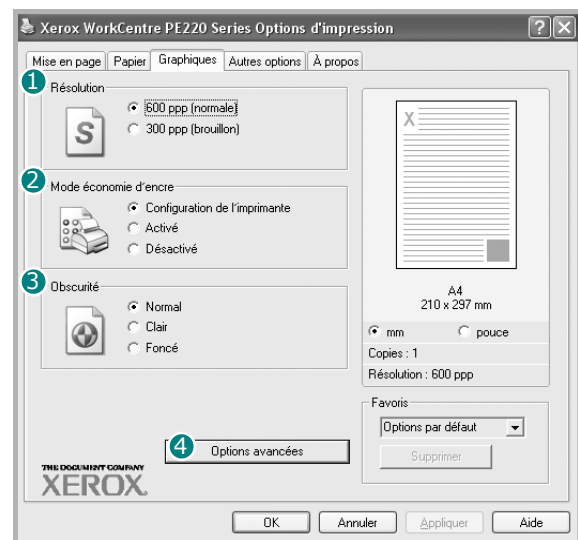 Xerox WorkCentre PE220 Series Options d'impression
Mise en page Papier Graphiques Autres options À propos
1 Résolution
600 ppp (normale)
300 ppp (brouillon)
S
2 Mode économie d'encre
Configuration de l'imprimante
Activé
Désactivé
3 Obscurité
Normal
Clair
Foncé
X
A4
210 x 297 mm
mm pouce
Copies : 1
Résolution : 600 ppp
Favoris
Options par défaut
Supprimer
4 Options avancées
THE DOCUMENT COMPANY
XEROX.
OK Annuler Appliquer Aide